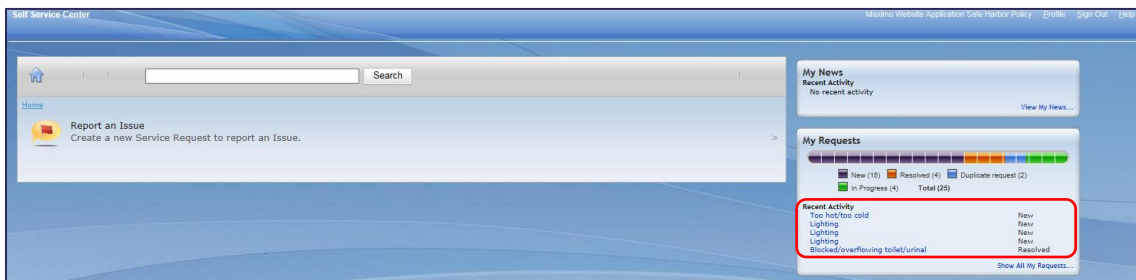 Self Service Center
Maximo Website Application Safe Harbor Policy Profile Sign Out Help
Search
Home
Report an Issue
Create a new Service Request to report an Issue.
>
My News
Recent Activity
No recent activity
View My News...
My Requests
New (15) Resolved (4) Duplicate request (2)
In Progress (4) Total (25)
Recent Activity
Too hot/too cold New
Lighting New
Lighting New
Lighting New
Blocked/overflowing toilet/urinal Resolved
Show All My Requests...